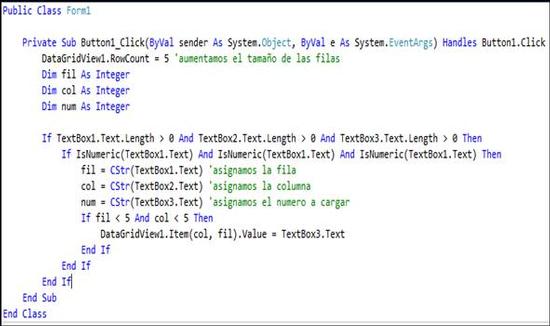 Public Class Form1
Private Sub Button1_Click(ByVal sender As System.Object, ByVal e As System.EventArgs) Handles Button1.Click
DataGridView1.RowCount = 5 'aumentamos el tamaño de las filas
Dim fil As Integer
Dim col As Integer
Dim num As Integer
If TextBox1.Text.Length > 0 And TextBox2.Text.Length > 0 And TextBox3.Text.Length > 0 Then
If IsNumeric(TextBox1.Text) And IsNumeric(TextBox1.Text) And IsNumeric(TextBox1.Text) Then
fil = CStr(TextBox1.Text) 'asignamos la fila
col = CStr(TextBox2.Text) 'asignamos la columna
num = CStr(TextBox3.Text) 'asignamos el numero a cargar
If fil < 5 And col < 5 Then
DataGridView1.Item(col, fil).Value = TextBox3.Text
End If
End If
End If
End Sub
End Class